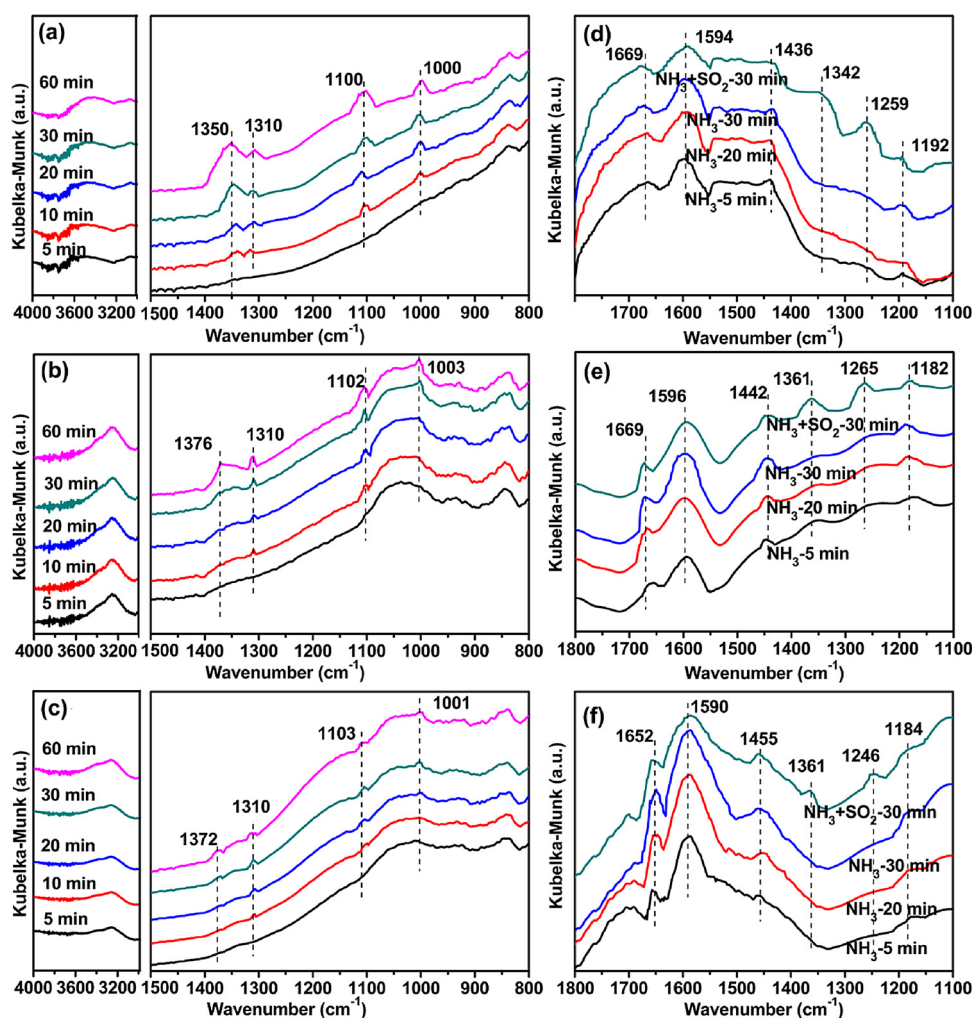 (a)
60 min
30 min
20 min
10 min
5 min
1350
1310
1100
1000
Kubelka-Munk (a.u.)
4000 3600 3200
1500 1400 1300 1200 1100 1000 900 800
Wavenumber (cm-1)
(d)
1669
1594
1436
1342
1259
1192
NH3+SO2-30 min
NH3-30 min
NH3-20 min
NH3-5 min
Kubelka-Munk (a.u.)
1700 1600 1500 1400 1300 1200 1100
Wavenumber (cm-1)
(b)
60 min
30 min
20 min
10 min
5 min
1376
1310
1102
1003
Kubelka-Munk (a.u.)
4000 3600 3200
1500 1400 1300 1200 1100 1000 900 800
Wavenumber (cm-1)
(e)
1669
1596
1442
1361
1265
1182
NH3+SO2-30 min
NH3-30 min
NH3-20 min
NH3-5 min
Kubelka-Munk (a.u.)
1800 1700 1600 1500 1400 1300 1200 1100
Wavenumber (cm-1)
(c)
60 min
30 min
20 min
10 min
5 min
1372
1310
1103
1001
Kubelka-Munk (a.u.)
4000 3600 3200
1500 1400 1300 1200 1100 1000 900 800
Wavenumber (cm-1)
(f)
1652
1590
1455
1361
1246
1184
NH3+SO2-30 min
NH3-30 min
NH3-20 min
NH3-5 min
Kubelka-Munk (a.u.)
1800 1700 1600 1500 1400 1300 1200 1100
Wavenumber (cm-1)